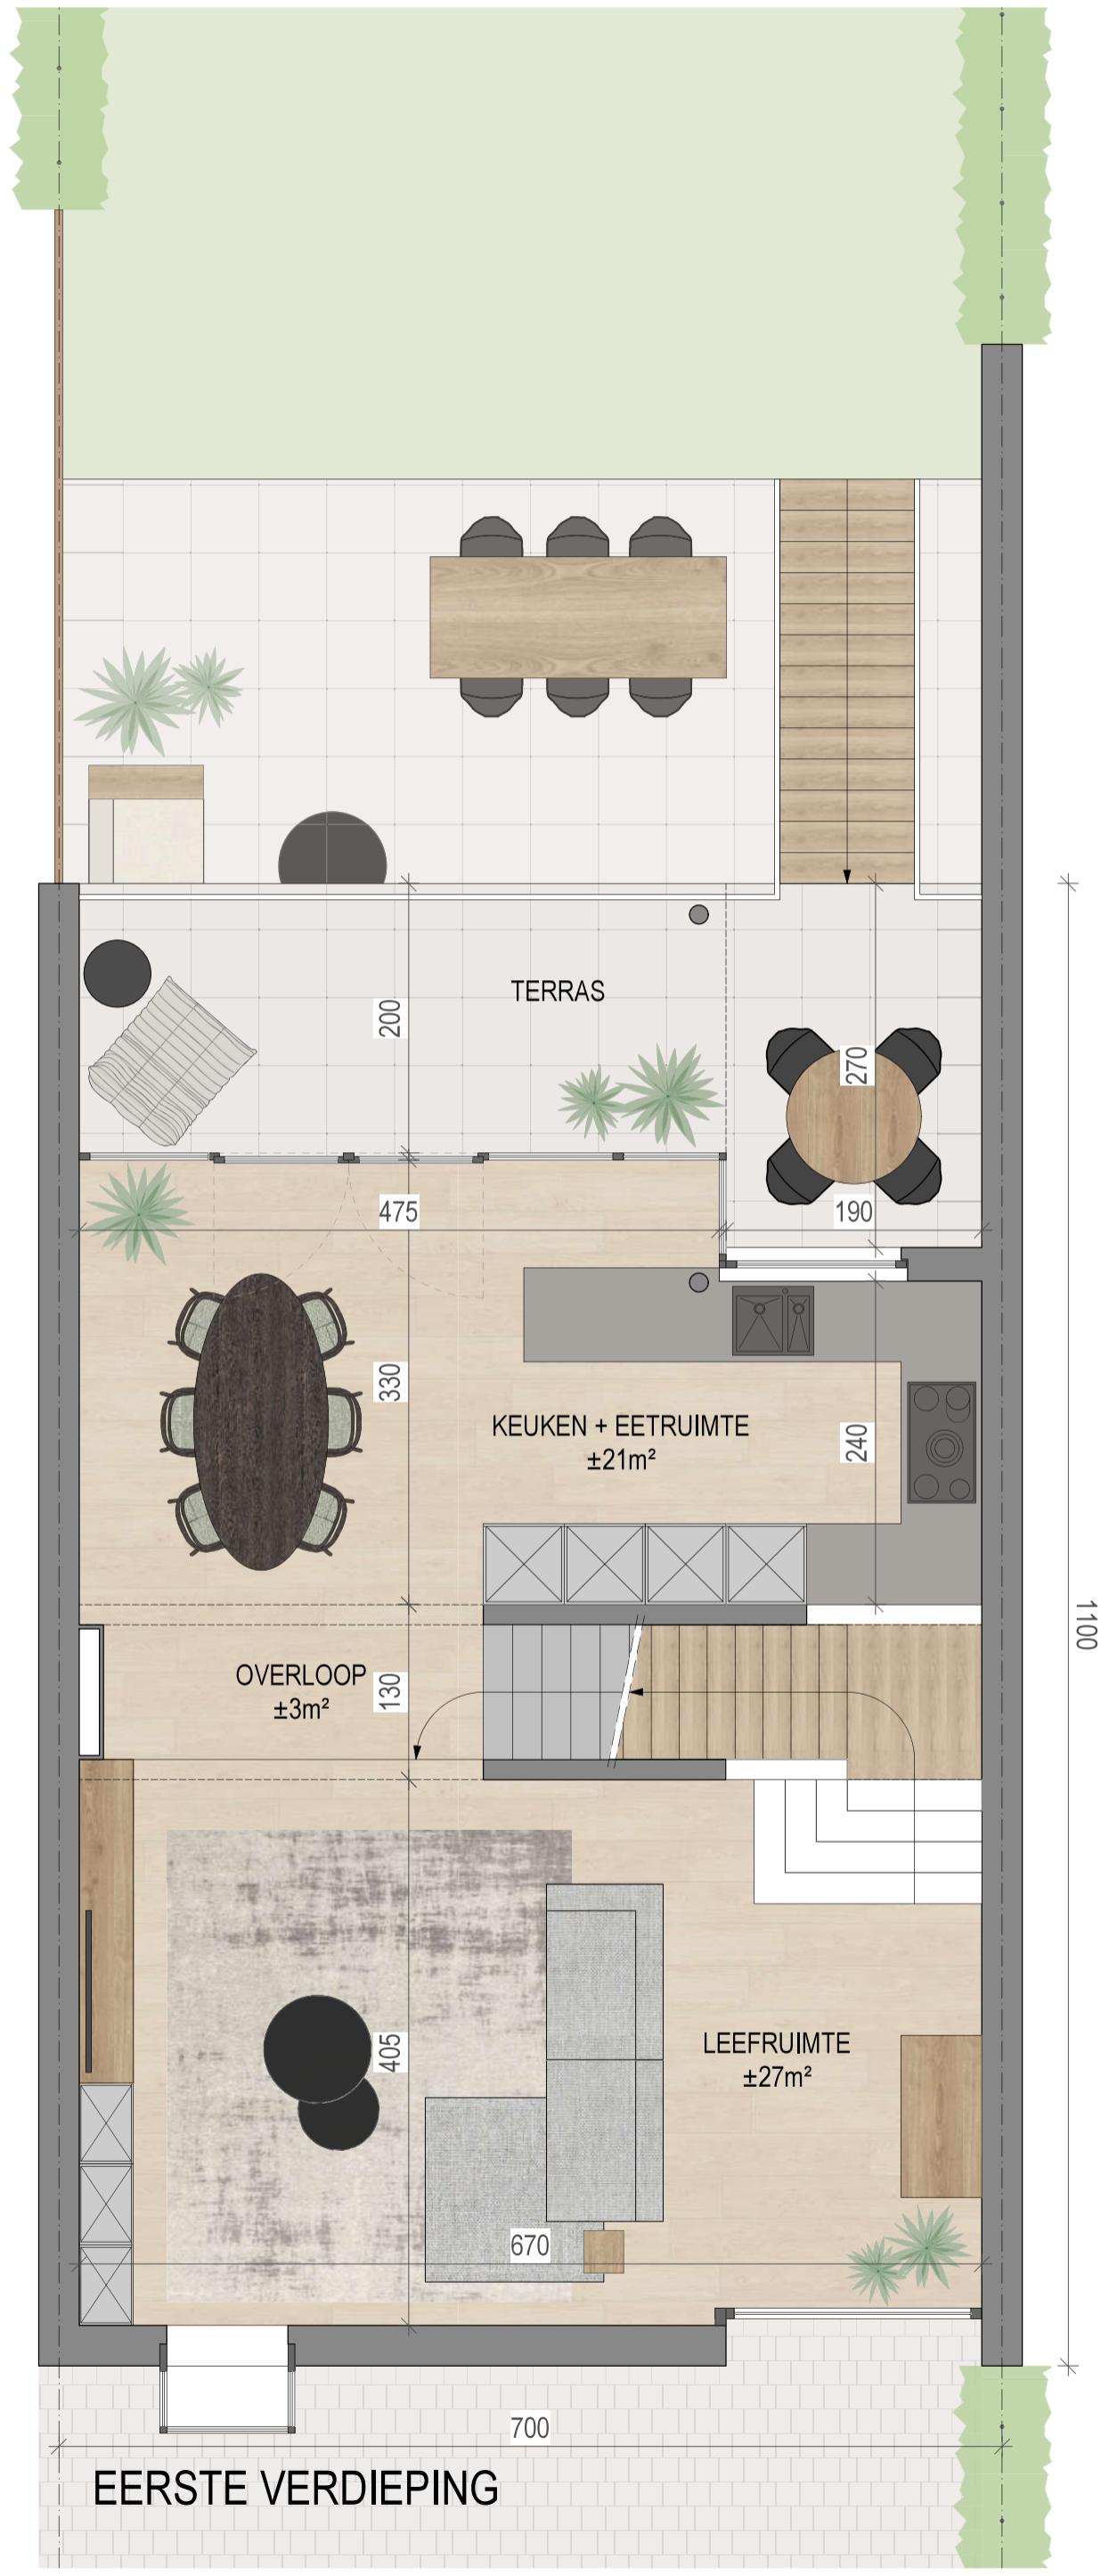 TERRAS
200
270
475
190
330
KEUKEN + EETRUIMTE
±21m²
240
1100
OVERLOOP
±3m²
130
405
LEEFRUIMTE
±27m²
670
700
EERSTE VERDIEPING